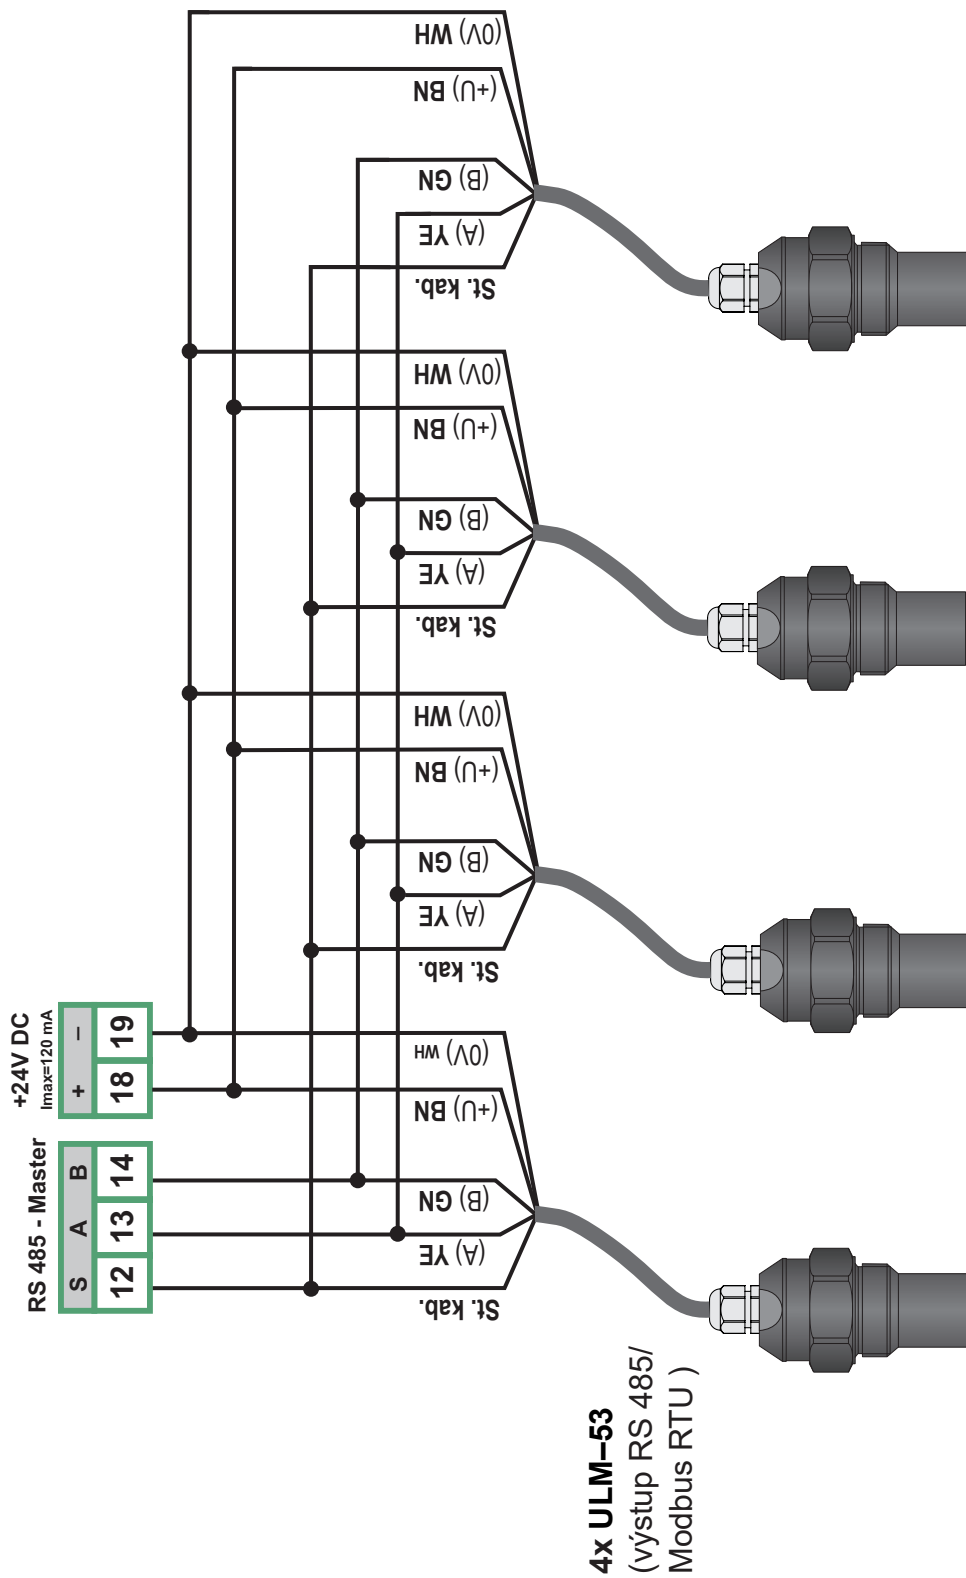 +24V DC
Imax=120 mA
+ –
18 19
RS 485 - Master
S A B
12 13 14
St. kab.
(A) YE
(B) GN
(+U) BN
(0V) WH
St. kab.
(A) YE
(B) GN
(+U) BN
(0V) WH
St. kab.
(A) YE
(B) GN
(+U) BN
(0V) WH
St. kab.
(A) YE
(B) GN
(+U) BN
(0V) WH
4x ULM–53
(výstup RS 485/
Modbus RTU )